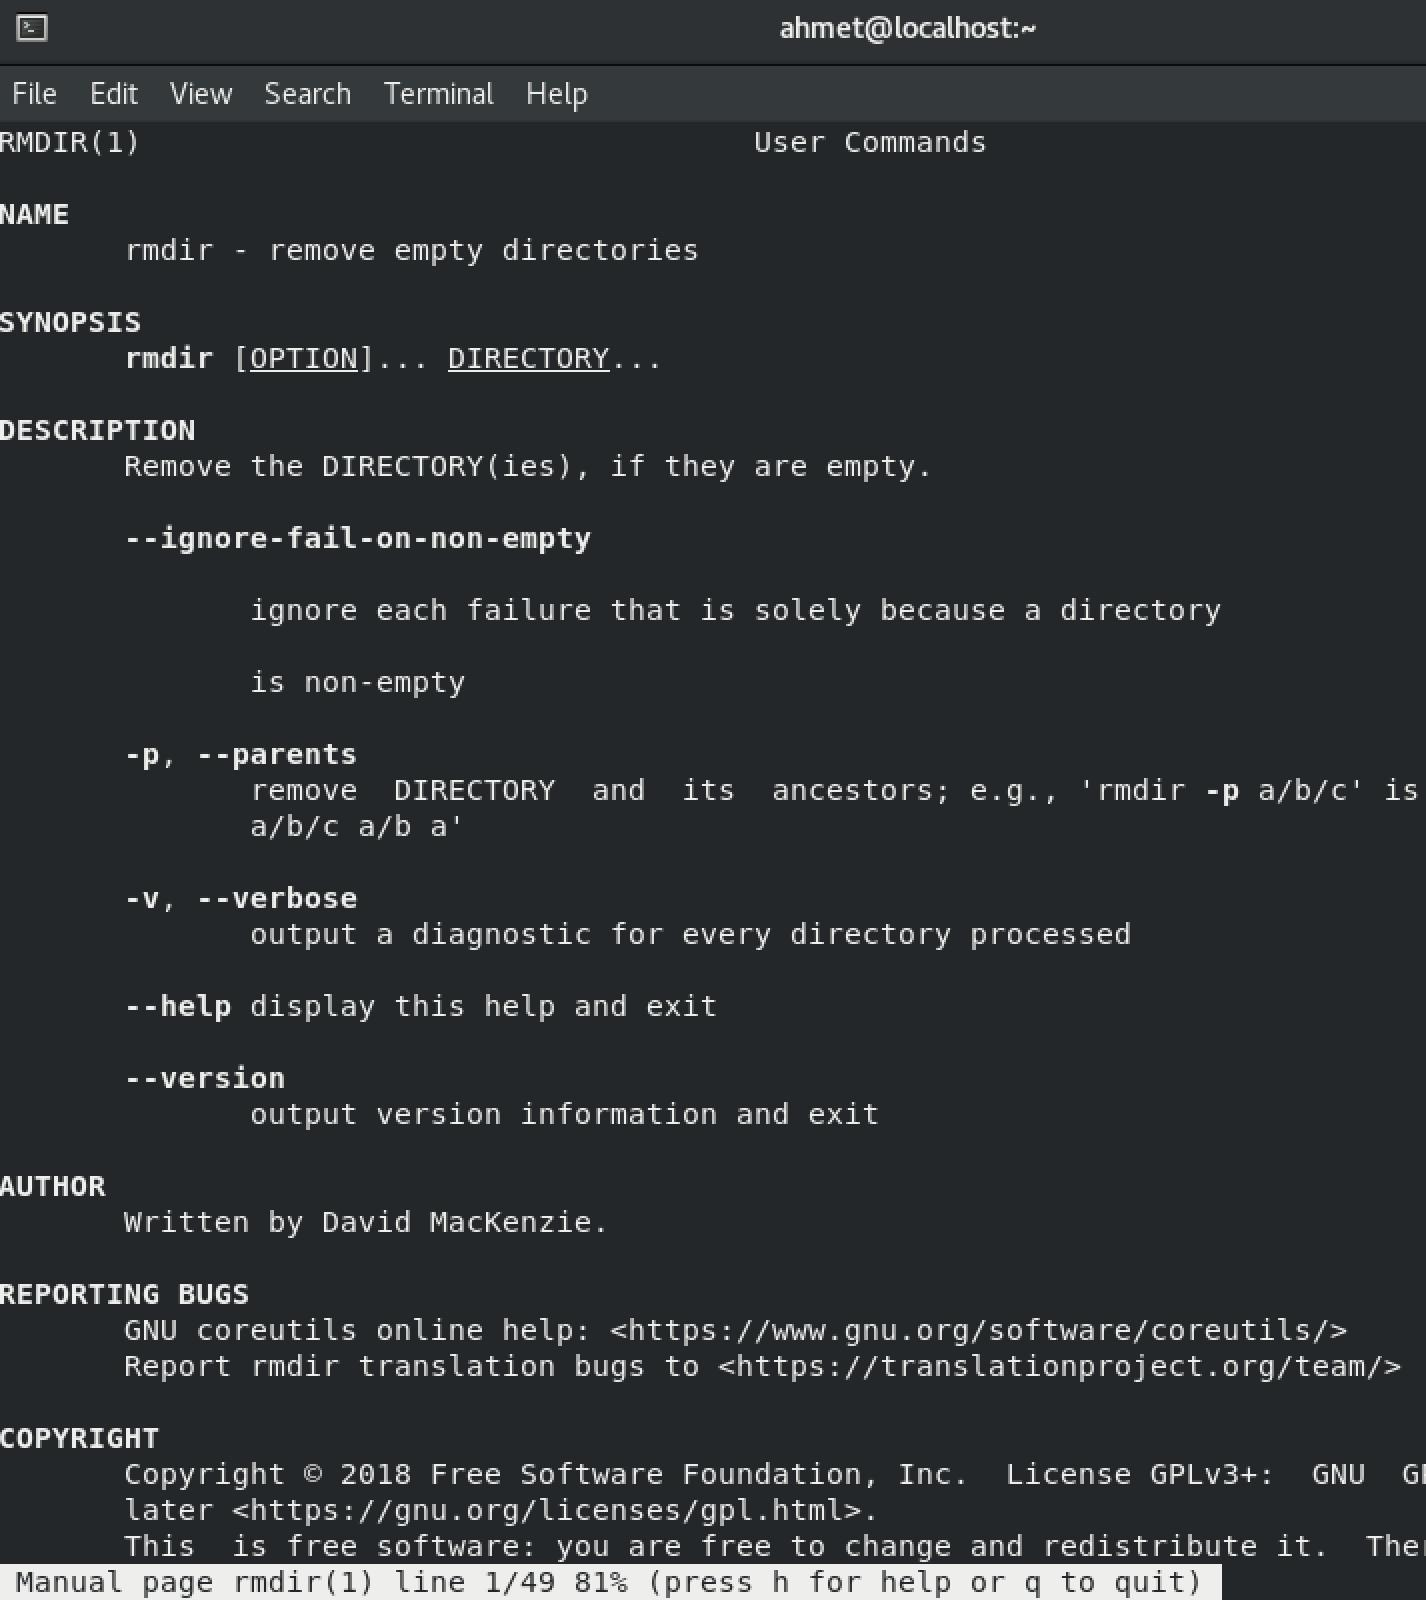 ahmet@localhost:~
File Edit View Search Terminal Help
RMDIR(1) User Commands
NAME
rmdir - remove empty directories
SYNOPSIS
rmdir [OPTION]... DIRECTORY...
DESCRIPTION
Remove the DIRECTORY(ies), if they are empty.
--ignore-fail-on-non-empty
ignore each failure that is solely because a directory
is non-empty
-p, --parents
remove DIRECTORY and its ancestors; e.g., 'rmdir -p a/b/c' is
a/b/c a/b a'
-v, --verbose
output a diagnostic for every directory processed
--help display this help and exit
--version
output version information and exit
AUTHOR
Written by David MacKenzie.
REPORTING BUGS
GNU coreutils online help: <https://www.gnu.org/software/coreutils/>
Report rmdir translation bugs to <https://translationproject.org/team/>
COPYRIGHT
Copyright © 2018 Free Software Foundation, Inc. License GPLv3+: GNU
later <https://gnu.org/licenses/gpl.html>.
This is free software: you are free to change and redistribute it.
Manual page rmdir(1) line 1/49 81% (press h for help or q to quit)